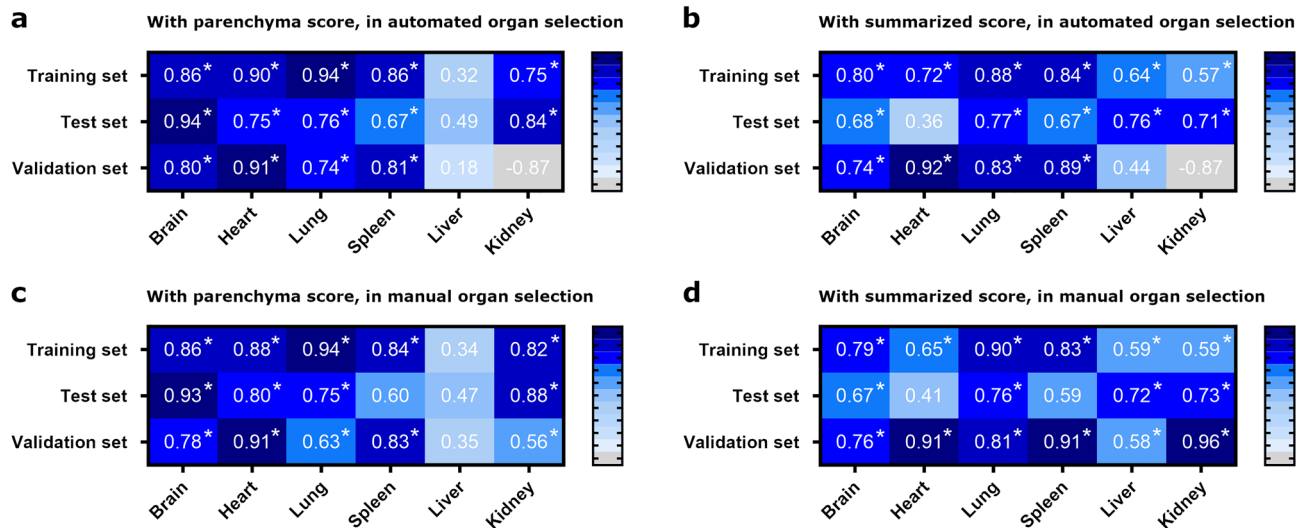 a With parenchyma score, in automated organ selection
Training set 0.86* 0.90* 0.94* 0.86* 0.32 0.75*
Test set 0.94* 0.75* 0.76* 0.67* 0.49 0.84*
Validation set 0.80* 0.91* 0.74* 0.81* 0.18 -0.87
Brain Heart Lung Spleen Liver Kidney
b With summarized score, in automated organ selection
Training set 0.80* 0.72* 0.88* 0.84* 0.64* 0.57*
Test set 0.68* 0.36 0.77* 0.67* 0.76* 0.71*
Validation set 0.74* 0.92* 0.83* 0.89* 0.44 -0.87
Brain Heart Lung Spleen Liver Kidney
c With parenchyma score, in manual organ selection
Training set 0.86* 0.88* 0.94* 0.84* 0.34 0.82*
Test set 0.93* 0.80* 0.75* 0.60 0.47 0.88*
Validation set 0.78* 0.91* 0.63* 0.83* 0.35 0.56*
Brain Heart Lung Spleen Liver Kidney
d With summarized score, in manual organ selection
Training set 0.79* 0.65* 0.90* 0.83* 0.59* 0.59*
Test set 0.67* 0.41 0.76* 0.59 0.72* 0.73*
Validation set 0.76* 0.91* 0.81* 0.91* 0.58* 0.96*
Brain Heart Lung Spleen Liver Kidney